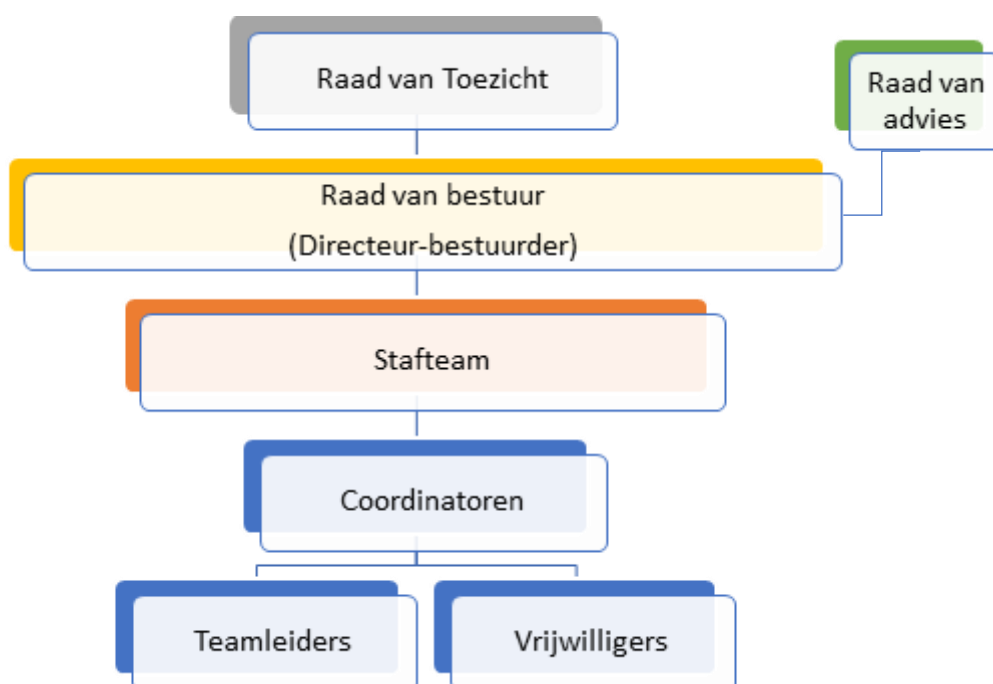 Raad van Toezicht
Raad van
advies
Raad van bestuur
(Directeur-bestuurder)
Stafteam
Coordinatoren
Teamleiders
Vrijwilligers